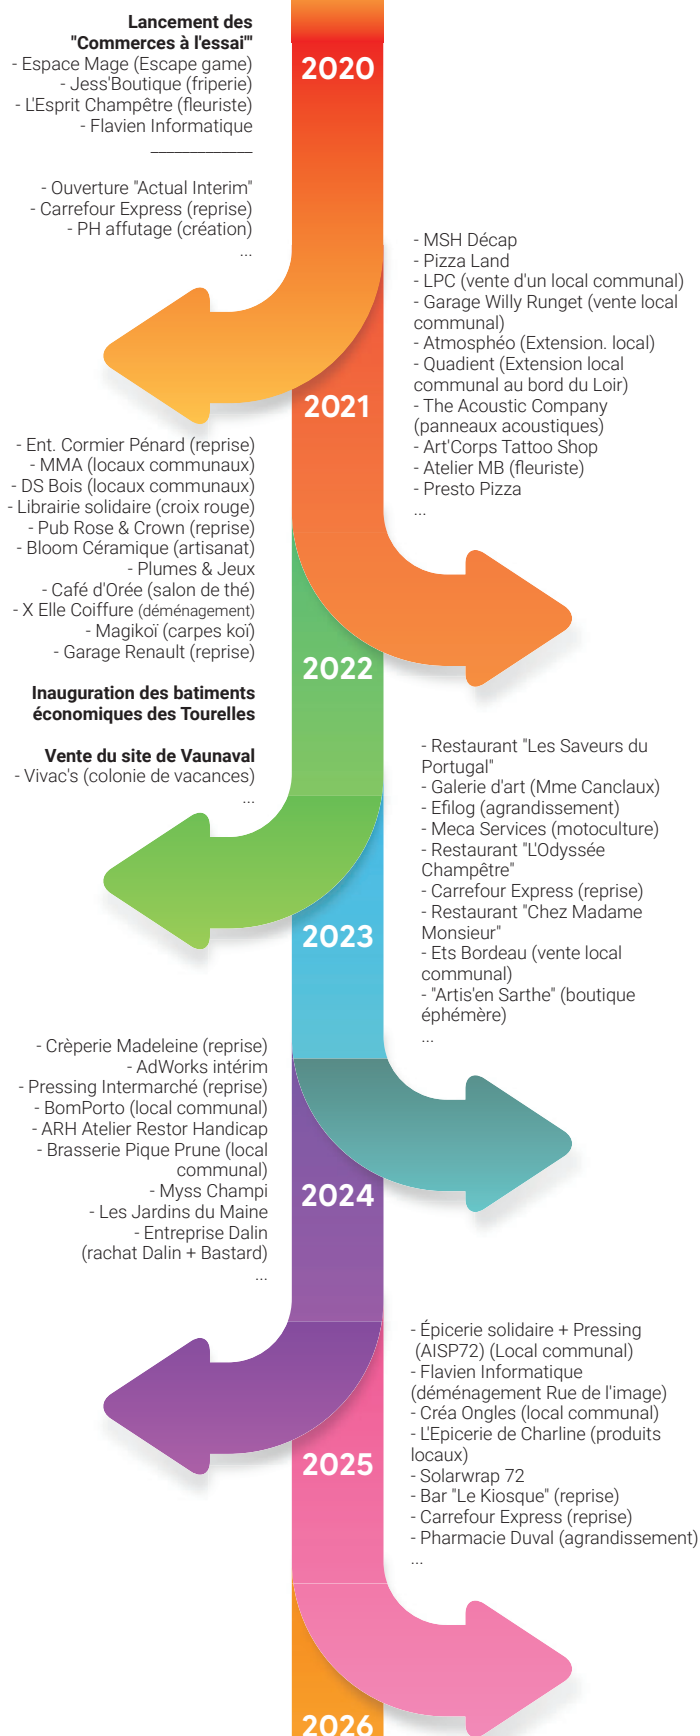 Lancement des
"Commerces à l'essai'"
- Espace Mage (Escape game)
- Jess'Boutique (friperie)
- L'Esprit Champêtre (fleuriste)
- Flavien Informatique
____________
- Ouverture "Actual Interim"
- Carrefour Express (reprise)
- PH affutage (création)
...
2020
- MSH Décap
- Pizza Land
- LPC (vente d'un local communal)
- Garage Willy Runget (vente local
communal)
- Atmosphéo (Extension. local)
- Quadient (Extension local
communal au bord du Loir)
- The Acoustic Company
(panneaux acoustiques)
- Art'Corps Tattoo Shop
- Atelier MB (fleuriste)
- Presto Pizza
...
2021
- Ent. Cormier Pénard (reprise)
- MMA (locaux communaux)
- DS Bois (locaux communaux)
- Librairie solidaire (croix rouge)
- Pub Rose & Crown (reprise)
- Bloom Céramique (artisanat)
- Plumes & Jeux
- Café d'Orée (salon de thé)
- X Elle Coiffure (déménagement)
- Magikoï (carpes koï)
- Garage Renault (reprise)
Inauguration des batiments
économiques des Tourelles
Vente du site de Vaunaval
- Vivac's (colonie de vacances)
...
2022
- Restaurant "Les Saveurs du
Portugal"
- Galerie d'art (Mme Canclaux)
- Efilog (agrandissement)
- Meca Services (motoculture)
- Restaurant "L'Odyssée
Champêtre"
- Carrefour Express (reprise)
- Restaurant "Chez Madame
Monsieur"
- Ets Bordeau (vente local
communal)
- "Artis'en Sarthe" (boutique
éphémère)
...
2023
- Crèperie Madeleine (reprise)
- AdWorks intérim
- Pressing Intermarché (reprise)
- BomPorto (local communal)
- ARH Atelier Restor Handicap
- Brasserie Pique Prune (local
communal)
- Myss Champi
- Les Jardins du Maine
- Entreprise Dalin
(rachat Dalin + Bastard)
...
2024
- Épicerie solidaire + Pressing
(AISP72) (Local communal)
- Flavien Informatique
(déménagement Rue de l'image)
- Créa Ongles (local communal)
- L'Epicerie de Charline (produits
locaux)
- Solarwrap 72
- Bar "Le Kiosque" (reprise)
- Carrefour Express (reprise)
- Pharmacie Duval (agrandissement)
...
2025
2026